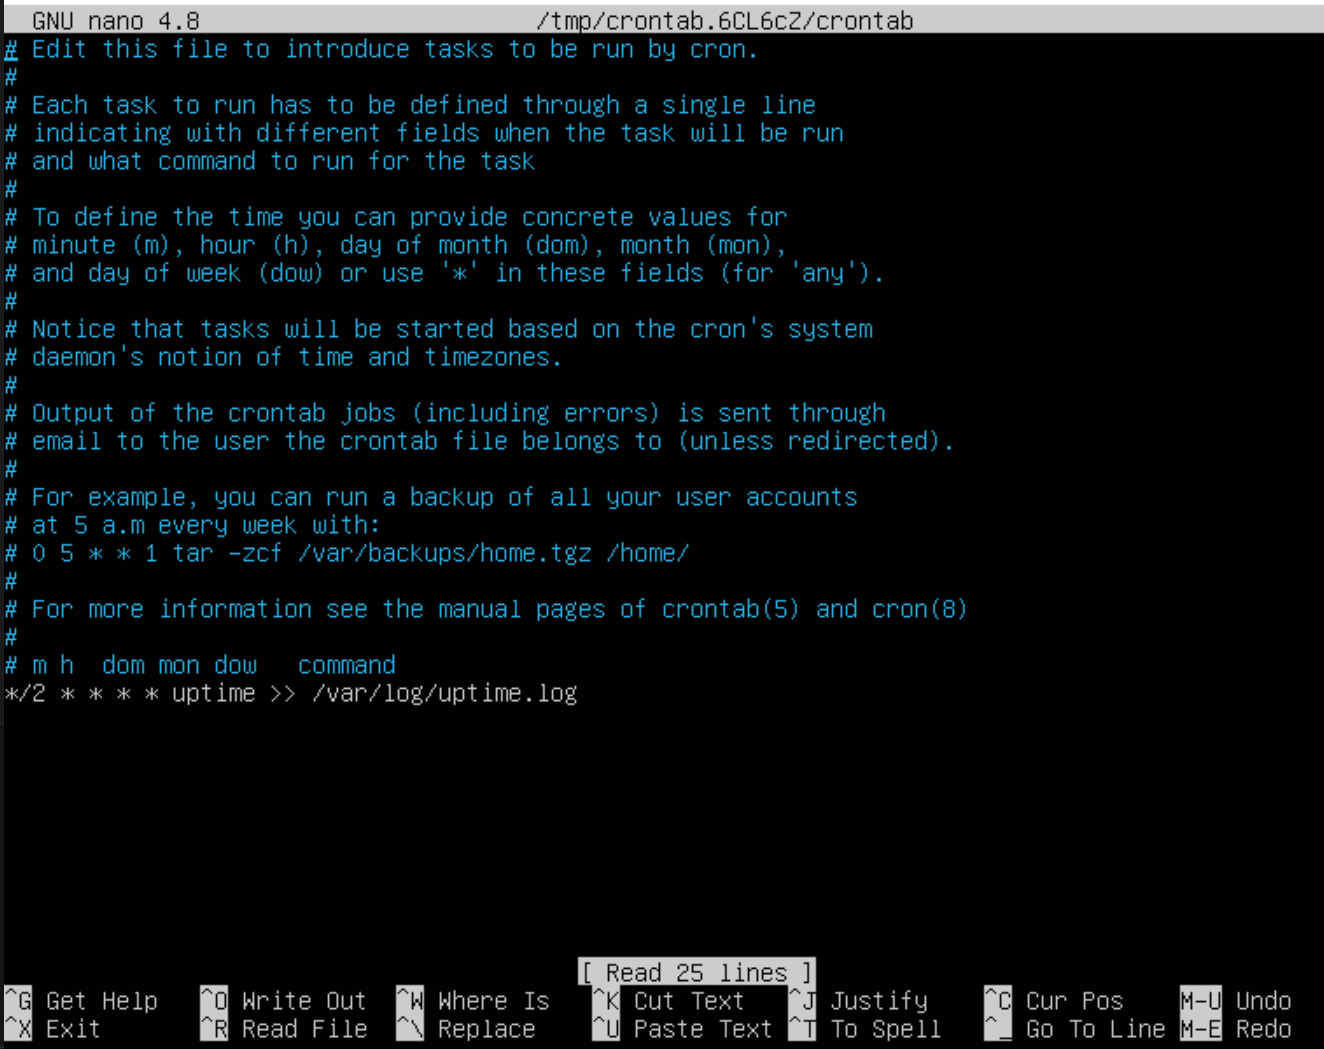 GNU nano 4.8 /tmp/crontab.6CL6cZ/crontab
# Edit this file to introduce tasks to be run by cron.
#
# Each task to run has to be defined through a single line
# indicating with different fields when the task will be run
# and what command to run for the task
#
# To define the time you can provide concrete values for
# minute (m), hour (h), day of month (dom), month (mon),
# and day of week (dow) or use '*' in these fields (for 'any').
#
# Notice that tasks will be started based on the cron's system
# daemon's notion of time and timezones.
#
# Output of the crontab jobs (including errors) is sent through
# email to the user the crontab file belongs to (unless redirected).
#
# For example, you can run a backup of all your user accounts
# at 5 a.m every week with:
# 0 5 * * 1 tar -zcf /var/backups/home.tgz /home/
#
# For more information see the manual pages of crontab(5) and cron(8)
#
# m h  dom mon dow   command
*/2 * * * * uptime >> /var/log/uptime.log
[ Read 25 lines ]
^G Get Help ^O Write Out ^W Where Is ^K Cut Text ^J Justify ^C Cur Pos M-U Undo
^X Exit ^R Read File ^\ Replace ^U Paste Text ^T To Spell ^_ Go To Line M-E Redo